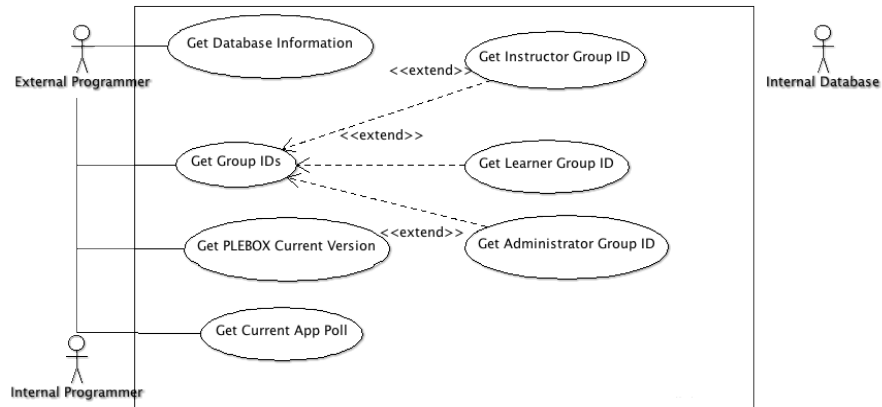 Get Database Information
Get Instructor Group ID
<<extend>>
External Programmer
Internal Database
<<extend>>
Get Group IDs
Get Learner Group ID
<<extend>>
Get PLEBOX Current Version
Get Administrator Group ID
Get Current App Poll
Internal Programmer